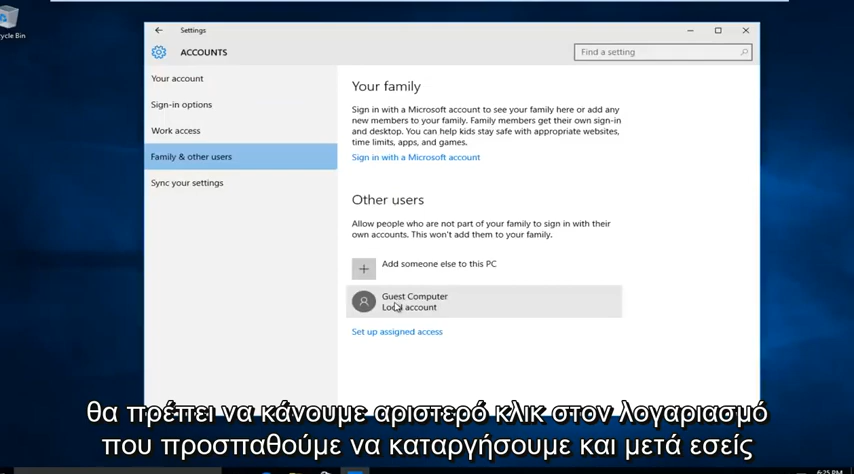 Settings
ACCOUNTS
Find a setting
Your account
Sign-in options
Work access
Family & other users
Sync your settings
Your family
Sign in with a Microsoft account to see your family here or add any
new members to your family. Family members get their own sign-in
and desktop. You can help kids stay safe with appropriate websites,
time limits, apps, and games.
Sign in with a Microsoft account
Other users
Allow people who are not part of your family to sign in with their
own accounts. This won't add them to your family.
Add someone else to this PC
Guest Computer
Local account
Set up assigned access
θα πρέπει να κάνουμε αριστερό κλικ στον λογαριασμό
που προσπαθούμε να καταργήσουμε και μετά εσείς
6:25 PM